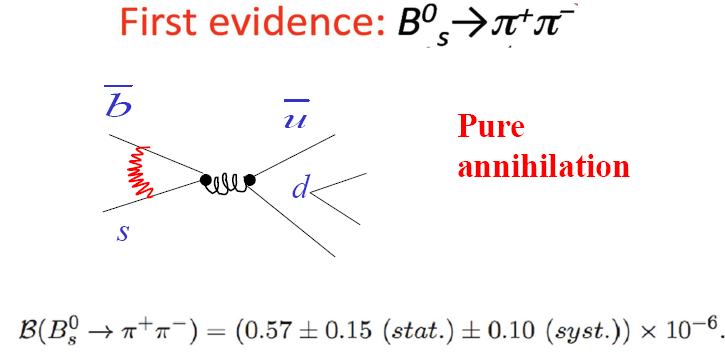 First evidence: B⁰ₛ→π⁺π⁻
b̅
u̅
Pure
annihilation
d
s
𝓑(B⁰ₛ → π⁺π⁻) = (0.57 ± 0.15 (stat.) ± 0.10 (syst.)) × 10⁻⁶.